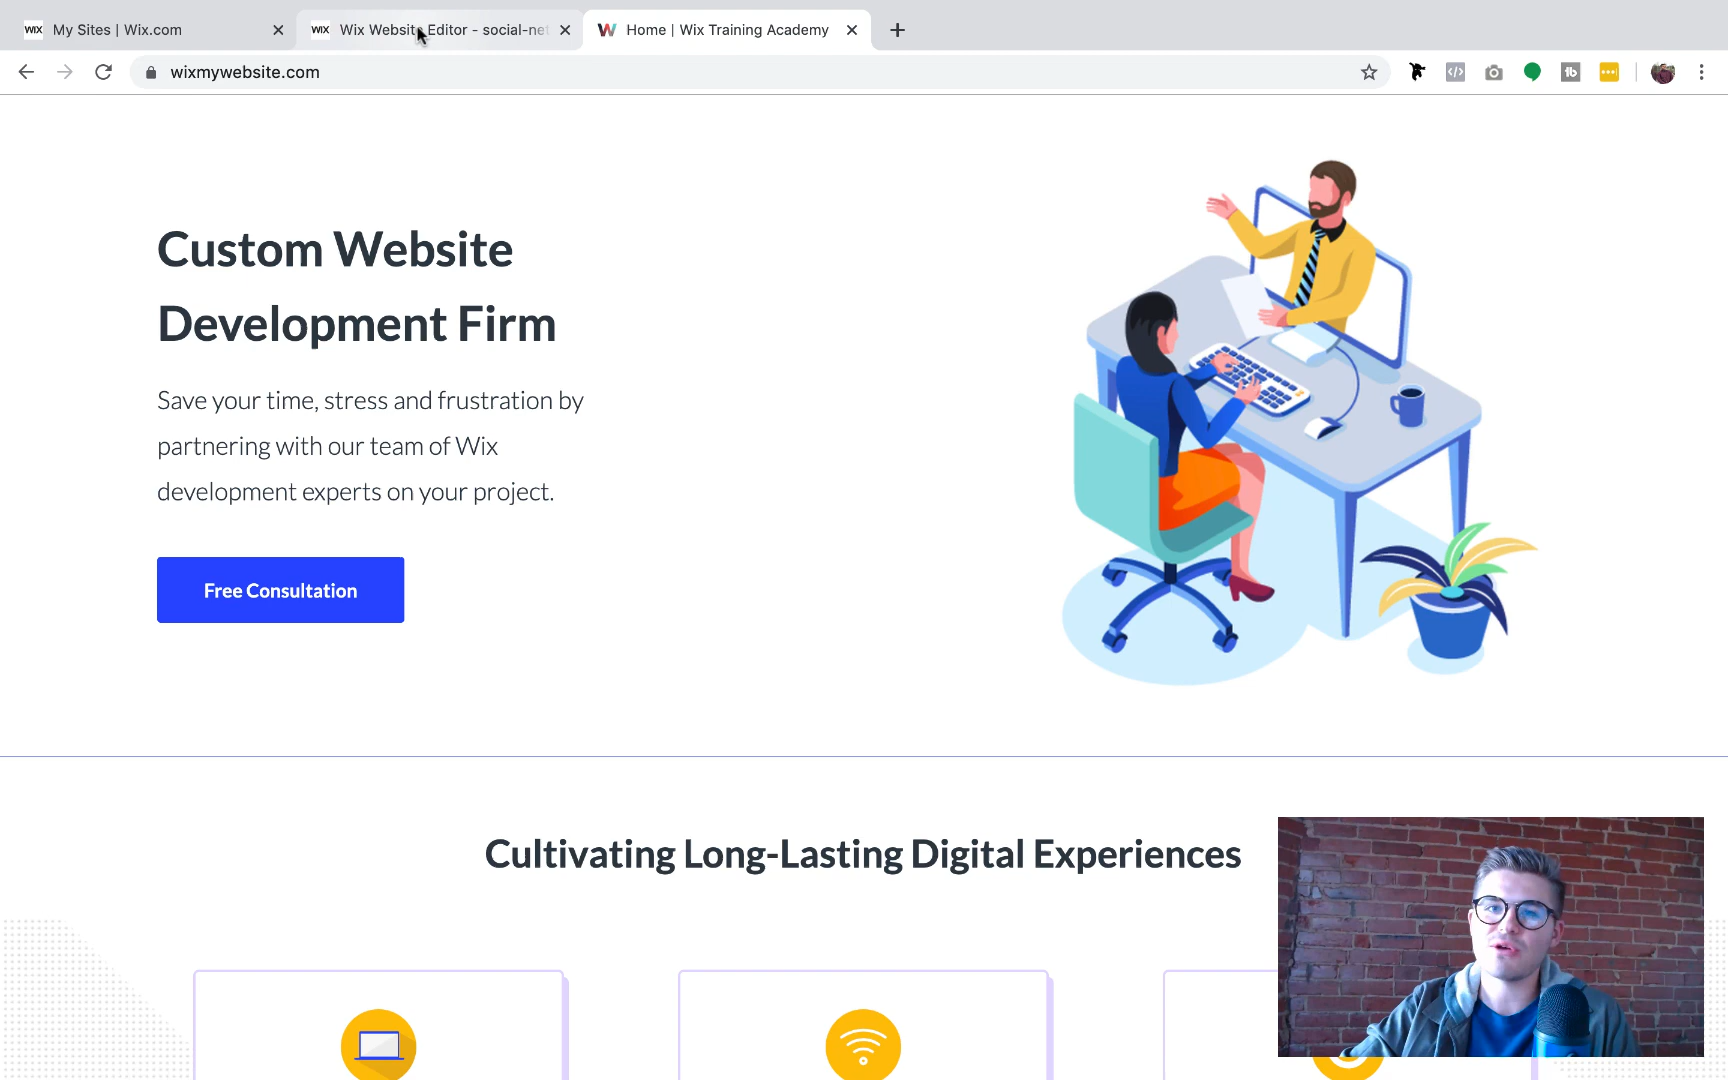 WIX My Sites | Wix.com
WIX Wix Website Editor - social-net
Home | Wix Training Academy
wixmywebsite.com
Custom Website
Development Firm
Save your time, stress and frustration by
partnering with our team of Wix
development experts on your project.
Free Consultation
Cultivating Long-Lasting Digital Experiences